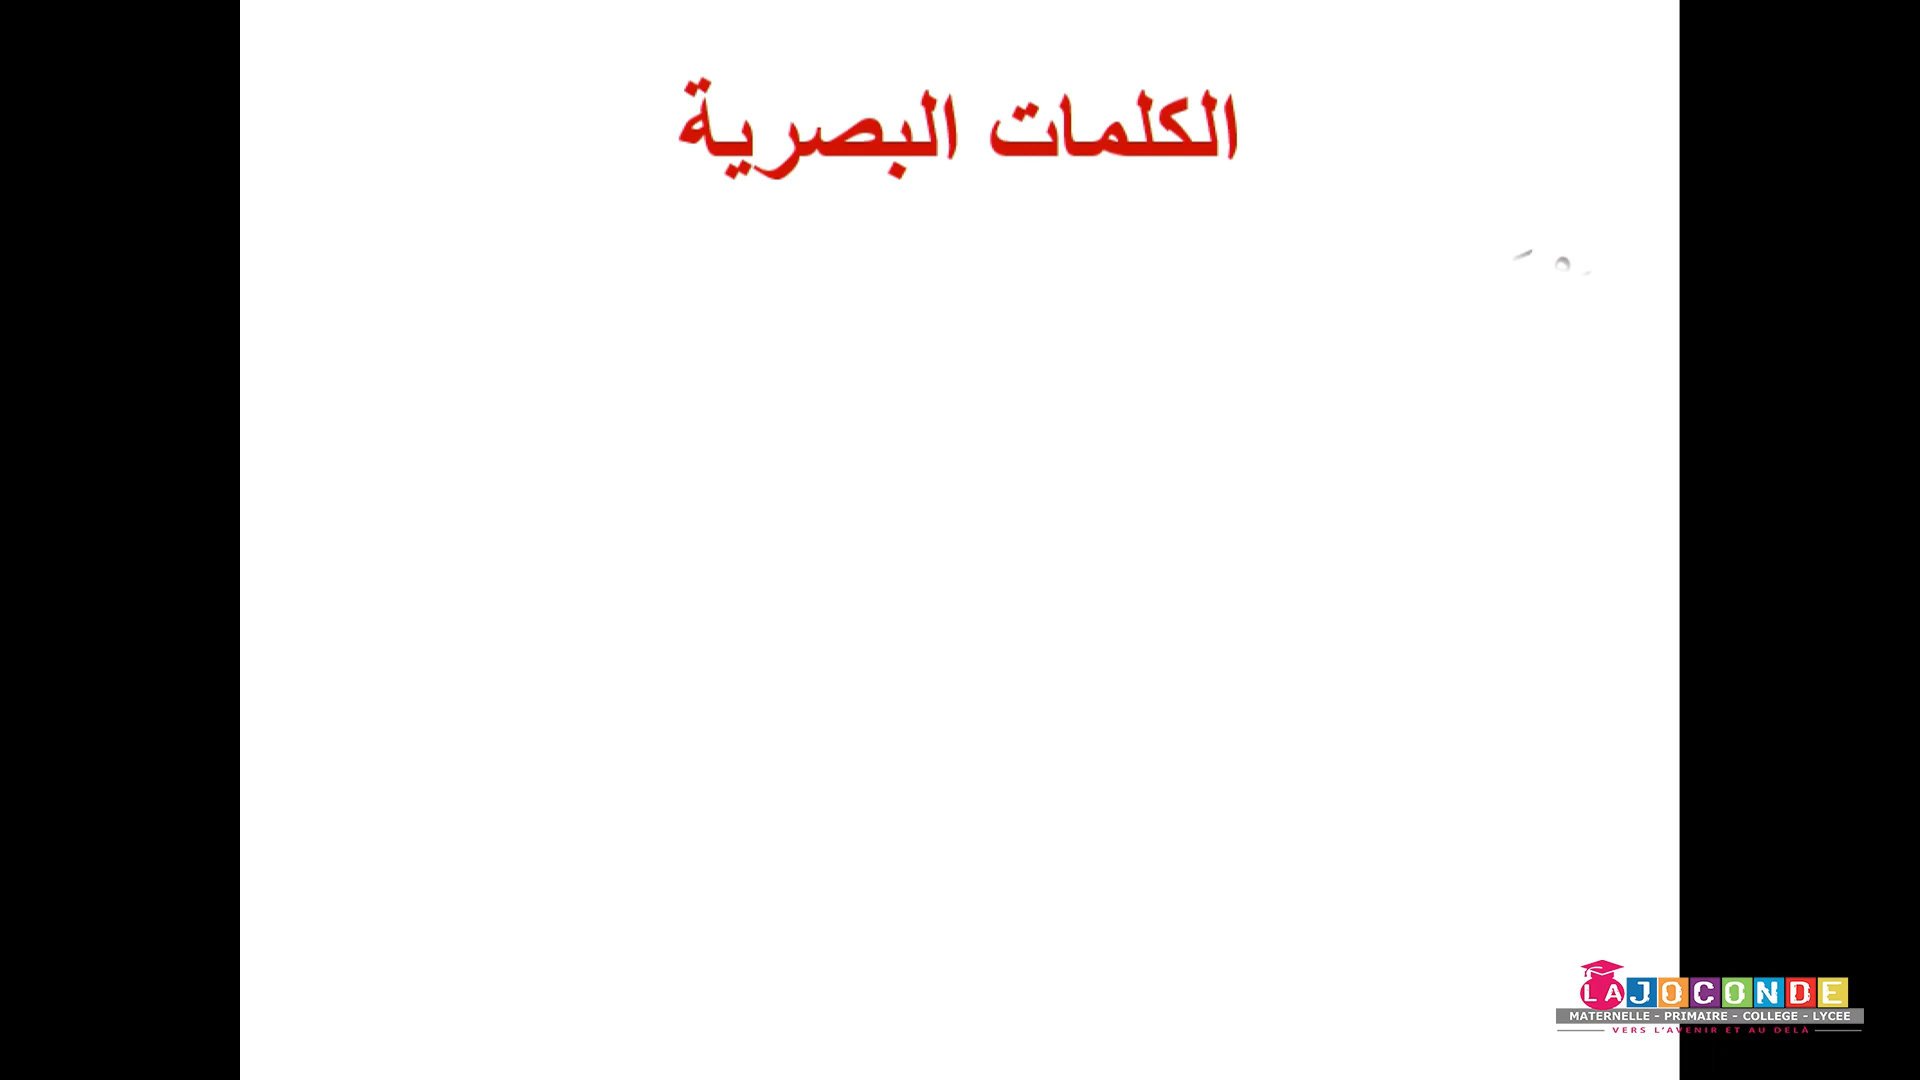 الكلمات البصرية
LAJOCONDE
MATERNELLE - PRIMAIRE - COLLEGE - LYCEE
VERS L'AVENIR ET AU DELÀ